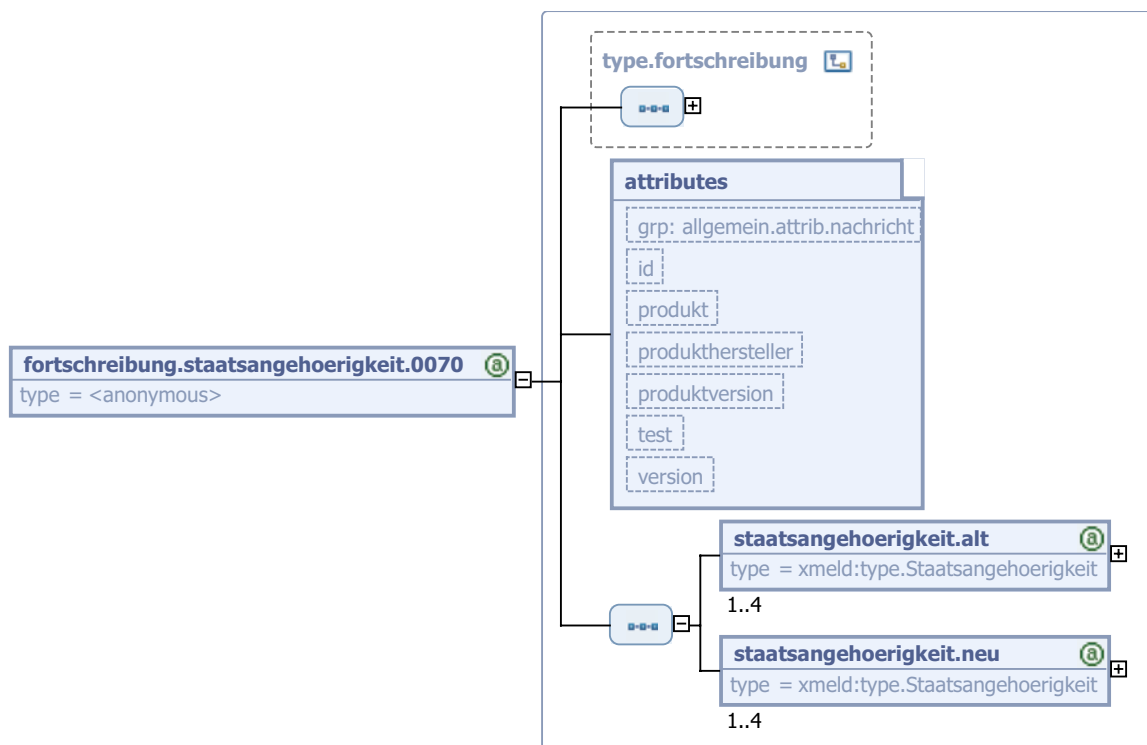 type.fortschreibung
attributes
grp: allgemein.attrib.nachricht
id
produkt
produkthersteller
produktversion
test
version
fortschreibung.staatsangehoerigkeit.0070
type = <anonymous>
staatsangehoerigkeit.alt
type = xmeld:type.Staatsangehoerigkeit
1..4
staatsangehoerigkeit.neu
type = xmeld:type.Staatsangehoerigkeit
1..4